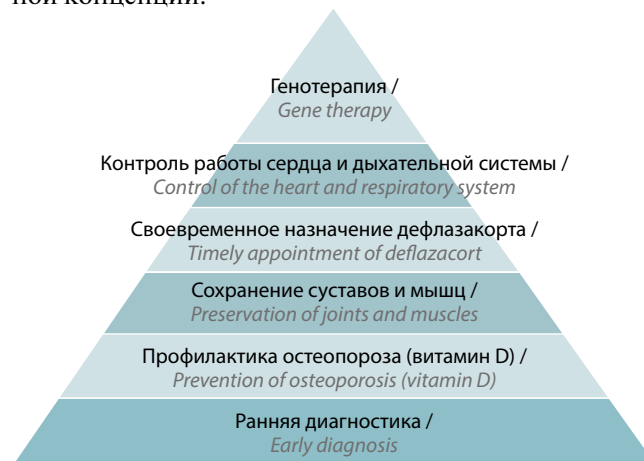 ной концепции.
Генотерапия /
Gene therapy
Контроль работы сердца и дыхательной системы /
Control of the heart and respiratory system
Своевременное назначение дефлазакорта /
Timely appointment of deflazacort
Сохранение суставов и мышц /
Preservation of joints and muscles
Профилактика остеопороза (витамин D) /
Prevention of osteoporosis (vitamin D)
Ранняя диагностика /
Early diagnosis